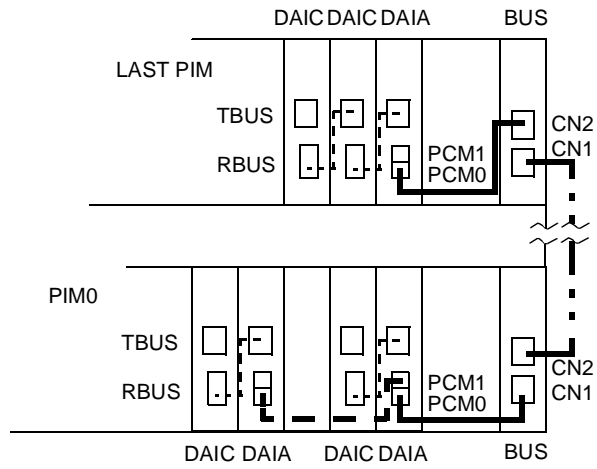 DAIC DAIC DAIA BUS
LAST PIM
TBUS
CN2
RBUS PCM1 CN1
PCM0
PIM0
TBUS
CN2
RBUS PCM1 CN1
PCM0
DAIC DAIA DAIC DAIA BUS